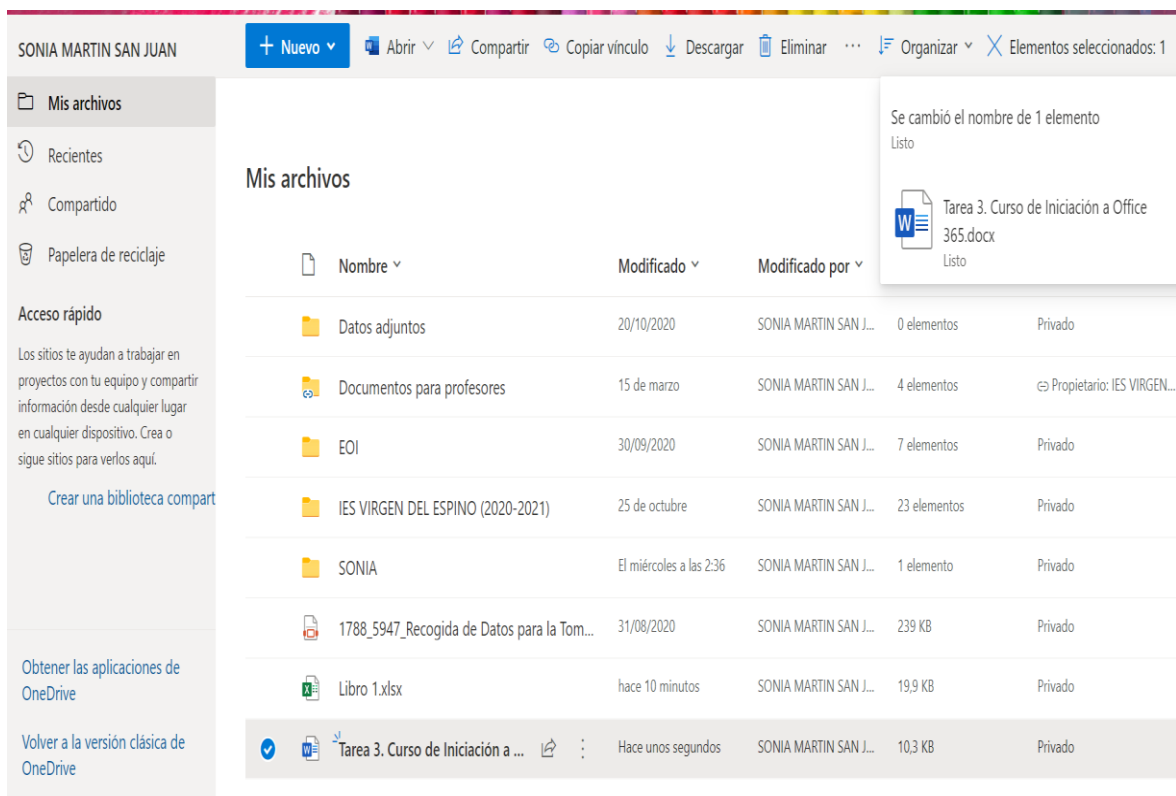 SONIA MARTIN SAN JUAN
Nuevo Abrir Compartir Copiar vínculo Descargar Eliminar ··· Organizar Elementos seleccionados: 1
Mis archivos
Recientes
Compartido
Papelera de reciclaje
Acceso rápido
Los sitios te ayudan a trabajar en
proyectos con tu equipo y compartir
información desde cualquier lugar
en cualquier dispositivo. Crea o
sigue sitios para verlos aquí.
Crear una biblioteca compart
Obtener las aplicaciones de
OneDrive
Volver a la versión clásica de
OneDrive
Se cambió el nombre de 1 elemento
Listo
Tarea 3. Curso de Iniciación a Office
365.docx
Listo
Mis archivos
Nombre Modificado Modificado por
Datos adjuntos 20/10/2020 SONIA MARTIN SAN J... 0 elementos Privado
Documentos para profesores 15 de marzo SONIA MARTIN SAN J... 4 elementos Propietario: IES VIRGEN...
EOI 30/09/2020 SONIA MARTIN SAN J... 7 elementos Privado
IES VIRGEN DEL ESPINO (2020-2021) 25 de octubre SONIA MARTIN SAN J... 23 elementos Privado
SONIA El miércoles a las 2:36 SONIA MARTIN SAN J... 1 elemento Privado
1788_5947_Recogida de Datos para la Tom... 31/08/2020 SONIA MARTIN SAN J... 239 KB Privado
Libro 1.xlsx hace 10 minutos SONIA MARTIN SAN J... 19,9 KB Privado
Tarea 3. Curso de Iniciación a ... Hace unos segundos SONIA MARTIN SAN J... 10,3 KB Privado